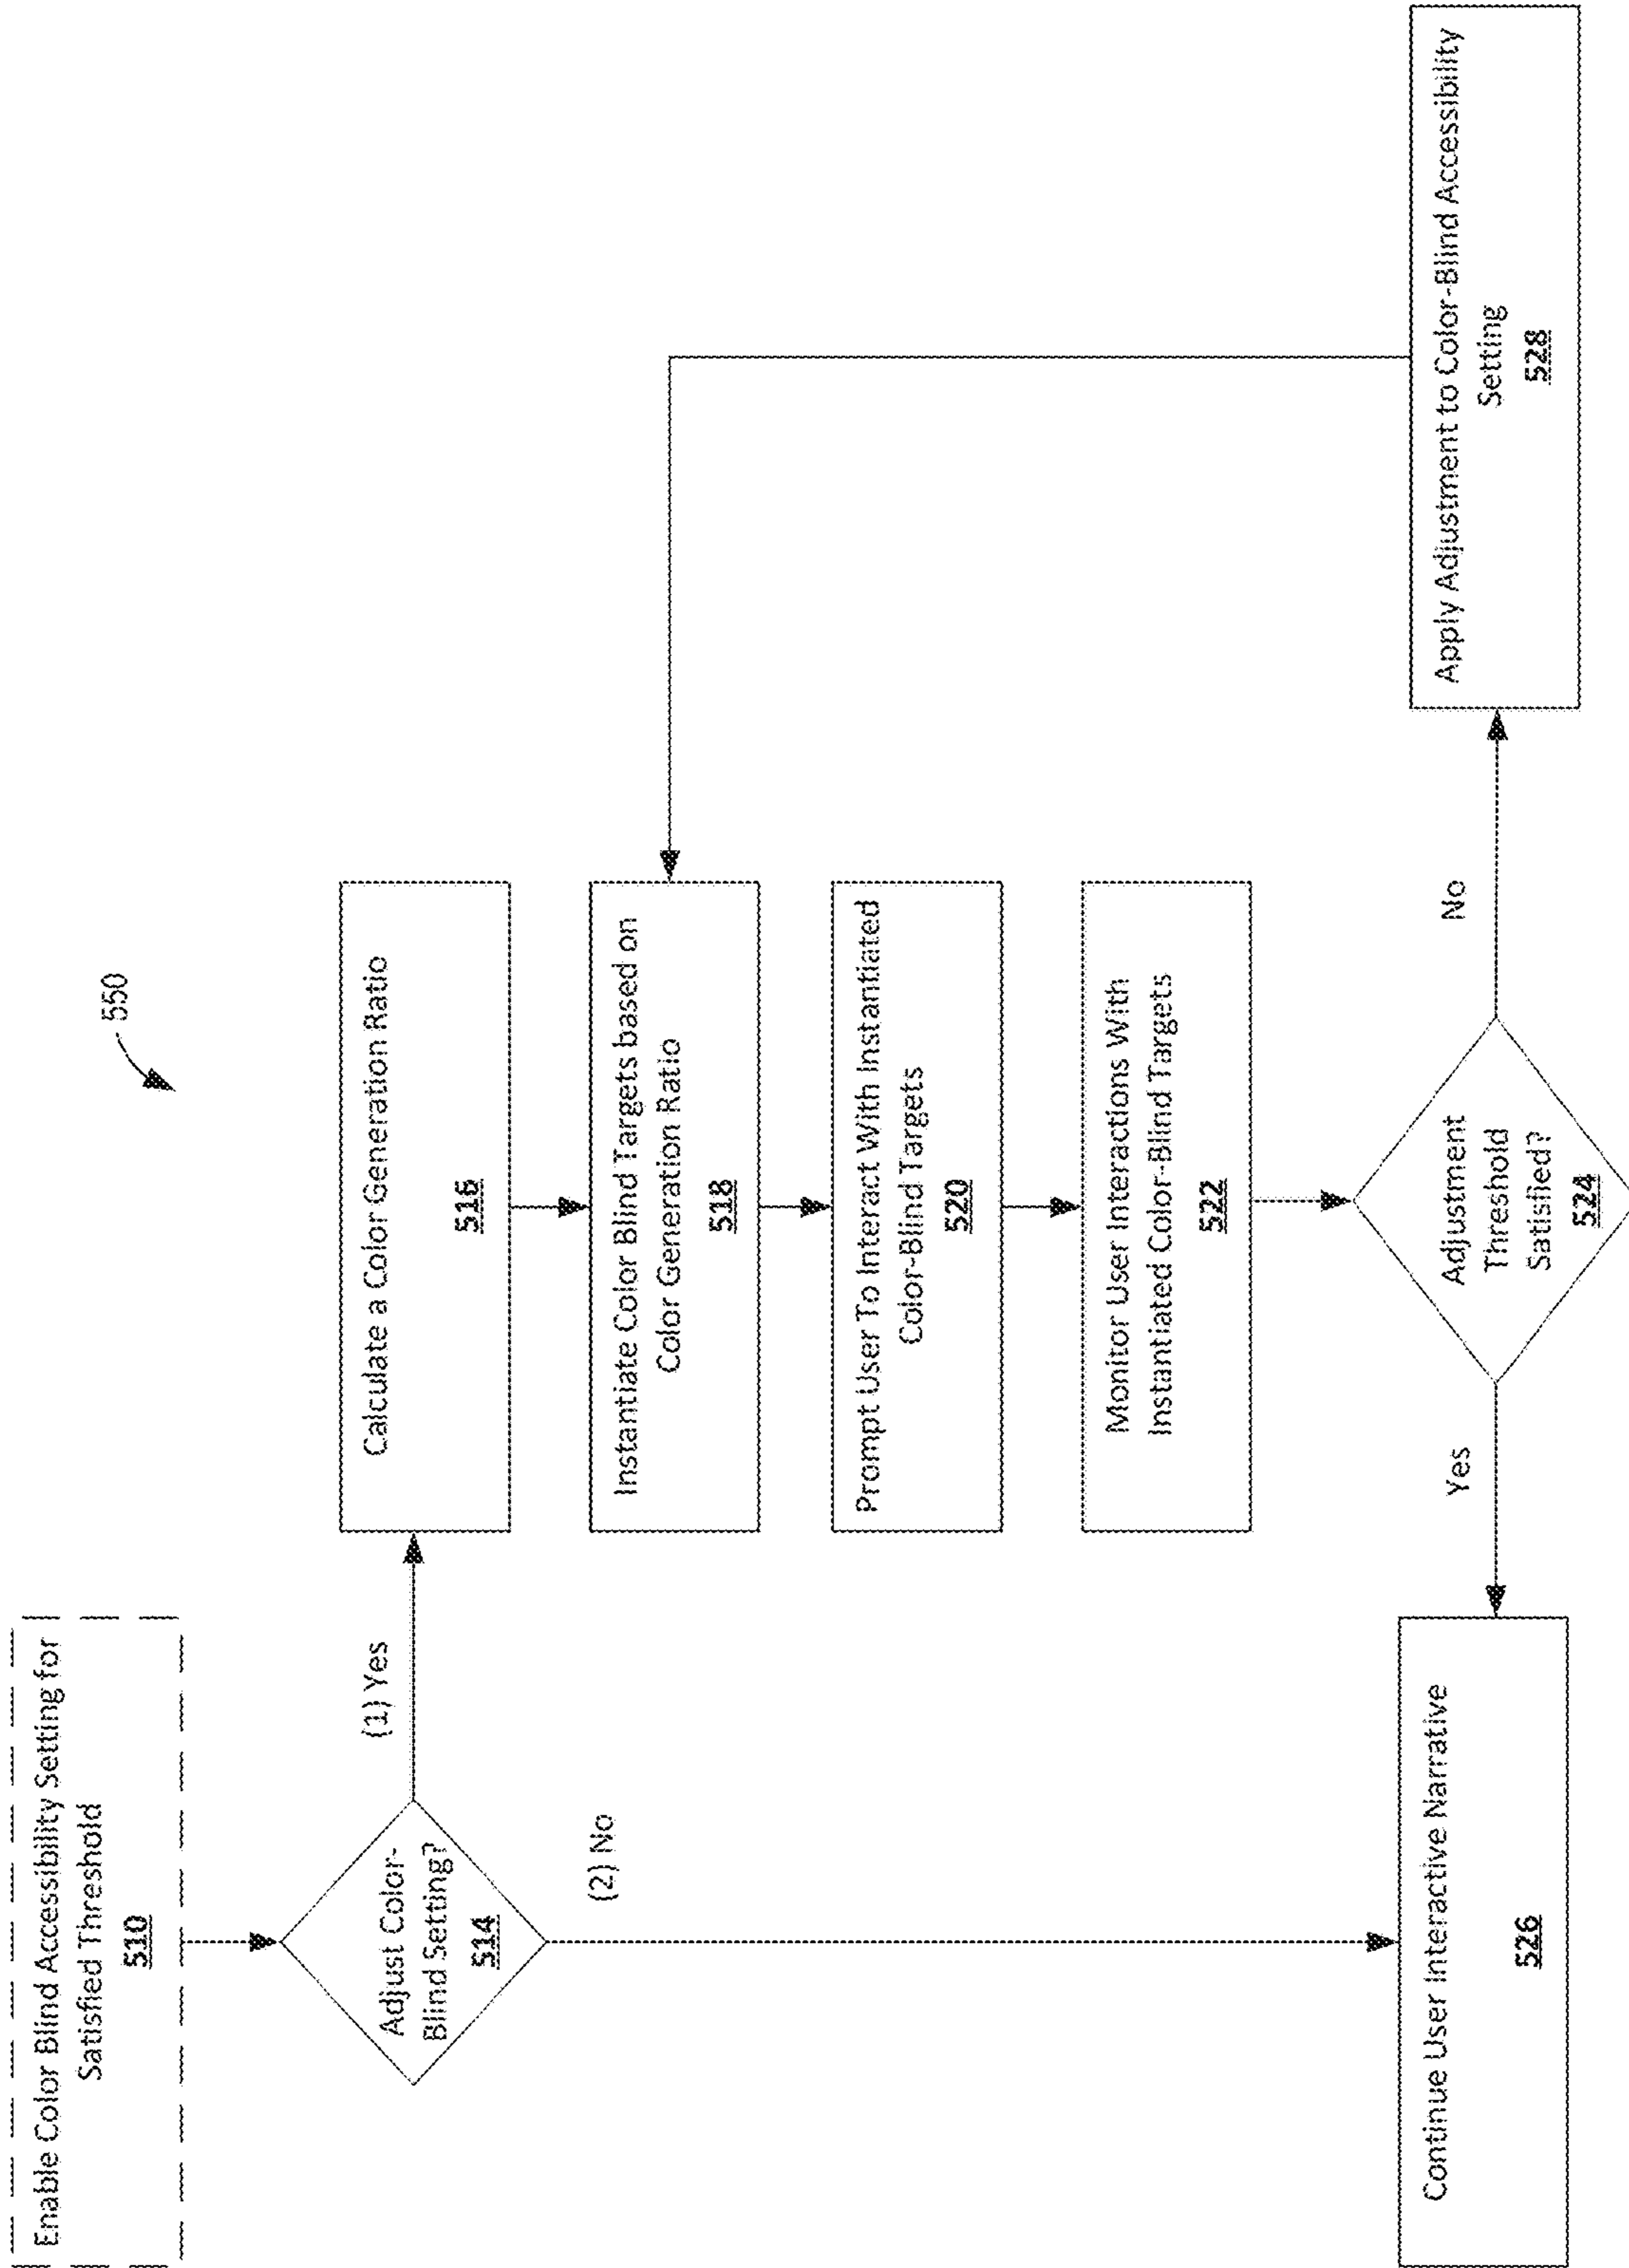 550
Enable Color Blind Accessibility Setting for
Satisfied Threshold
510
Adjust Color-
Blind Setting?
514
(1) Yes
(2) No
Calculate a Color Generation Ratio
516
Instantiate Color Blind Targets based on
Color Generation Ratio
518
Prompt User To Interact With Instantiated
Color-Blind Targets
520
Monitor User Interactions With
Instantiated Color-Blind Targets
522
Adjustment
Threshold
Satisfied?
524
Yes
No
Continue User Interactive Narrative
526
Apply Adjustment to Color-Blind Accessibility
Setting
528